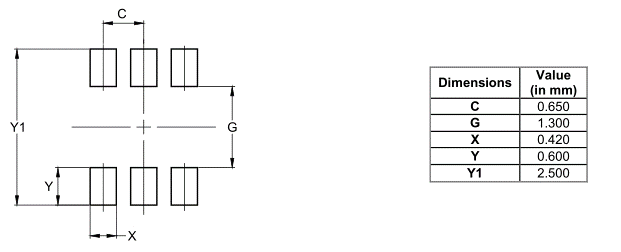 C
Y1
G
Y
X
Dimensions Value (in mm)
C 0.650
G 1.300
X 0.420
Y 0.600
Y1 2.500